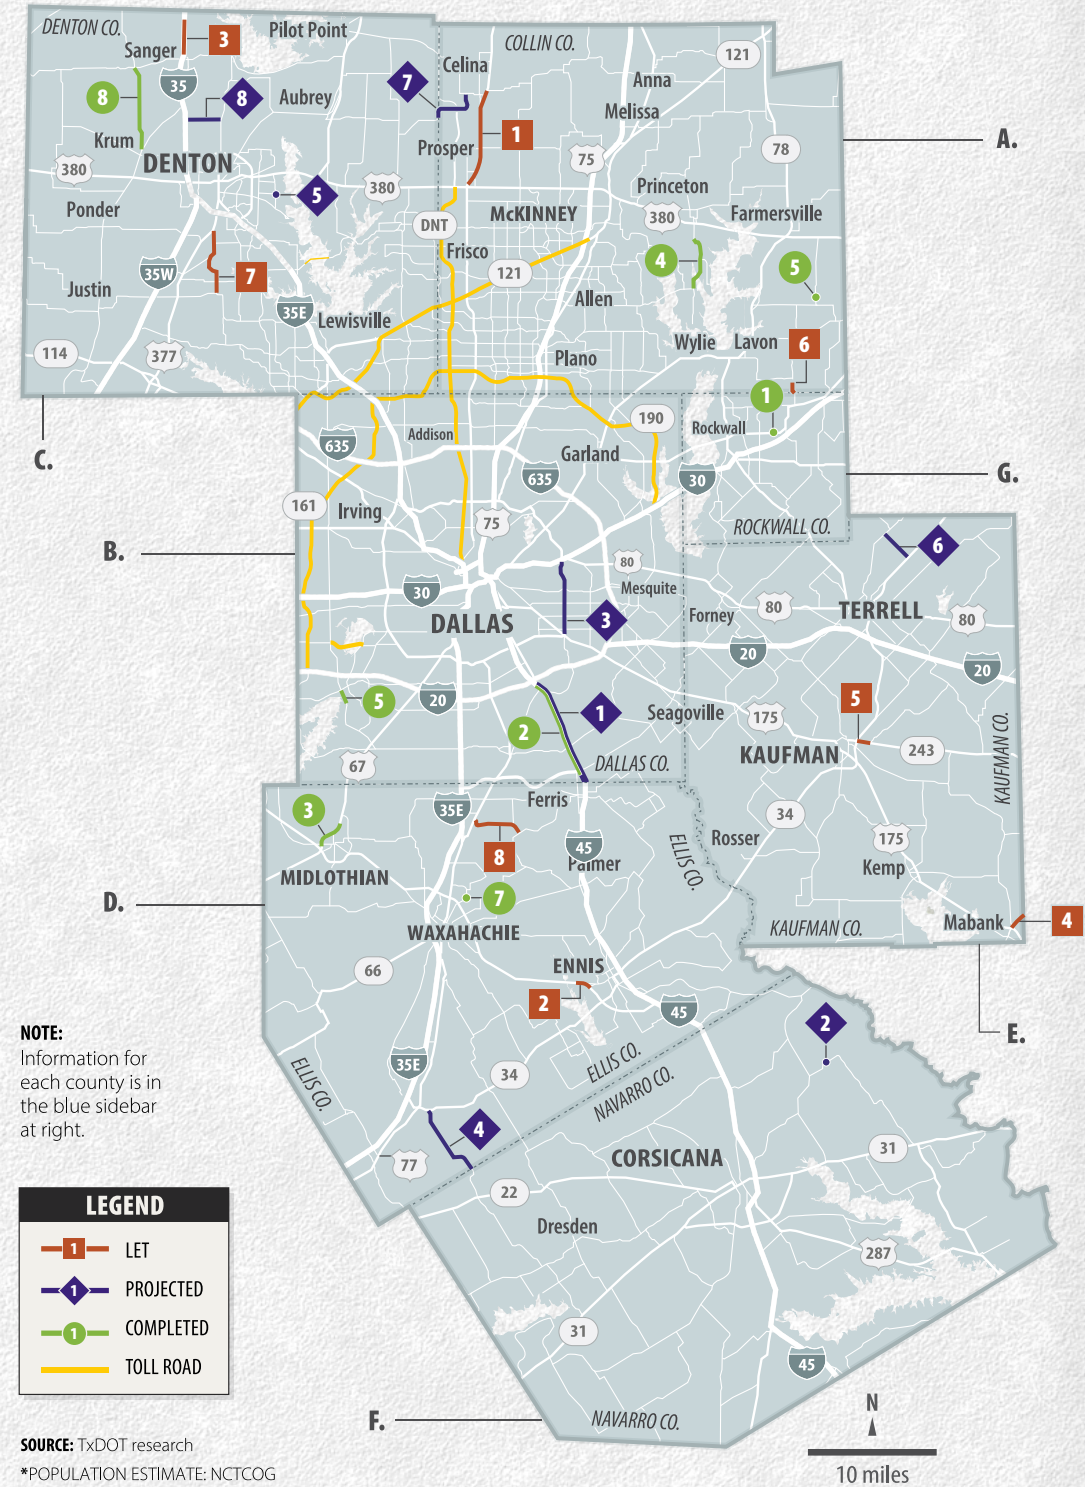 DENTON CO.
Pilot Point
Sanger
3
COLLIN CO.
121
Celina
7
Anna
35
8
8
Aubrey
Melissa
1
A.
Krum
Prosper
78
75
DENTON
380
5
380
Princeton
Ponder
McKINNEY
Farmersville
380
DNT
Frisco
4
5
35W
7
121
Justin
Allen
35E
Lewisville
Wylie
Lavon
6
114
377
Plano
1
C.
190
Rockwall
635
Addison
Garland
G.
635
30
161
Irving
75
ROCKWALL CO.
B.
6
80
30
Mesquite
80
TERRELL
DALLAS
3
Forney
80
20
20
5
20
5
1
Seagoville
175
2
KAUFMAN
243
67
DALLAS CO.
KAUFMAN CO.
Ferris
3
35E
34
ELLIS CO.
Rosser
175
8
45
Palmer
Kemp
MIDLOTHIAN
7
D.
Mabank
4
WAXAHACHIE
KAUFMAN CO.
66
ENNIS
2
45
2
E.
NOTE:
Information for
each county is in
the blue sidebar
at right.
ELLIS CO.
35E
34
ELLIS CO.
NAVARRO CO.
4
31
77
CORSICANA
22
LEGEND
Dresden
1 LET
287
1 PROJECTED
1 COMPLETED
31
TOLL ROAD
45
F.
NAVARRO CO.
N
SOURCE: TxDOT research
*POPULATION ESTIMATE: NCTCOG
10 miles